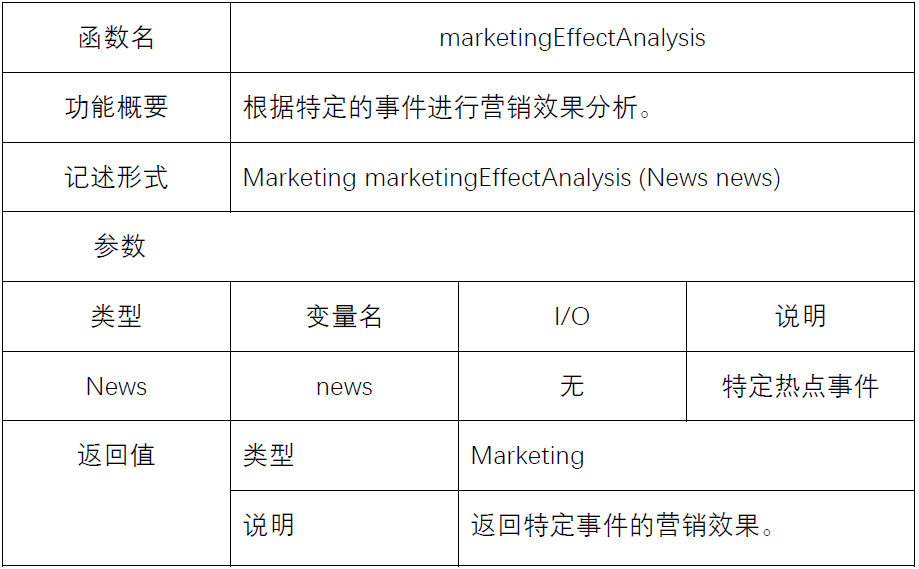 函数名 marketingEffectAnalysis
功能概要 根据特定的事件进行营销效果分析。
记述形式 Marketing marketingEffectAnalysis (News news)
参数
类型 变量名 I/O 说明
News news 无 特定热点事件
返回值 类型 Marketing
说明 返回特定事件的营销效果。